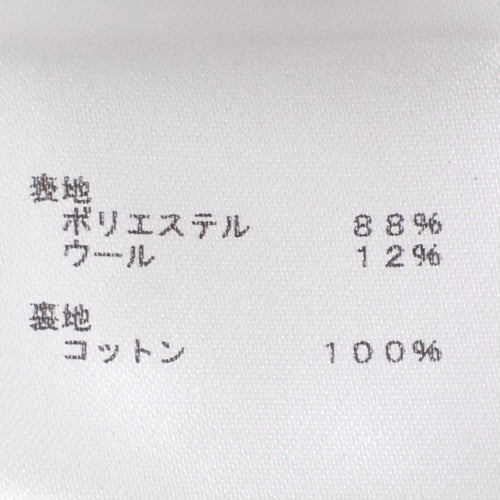 表地
ポリエステル 88%
ウール 12%
裏地
コットン 100%